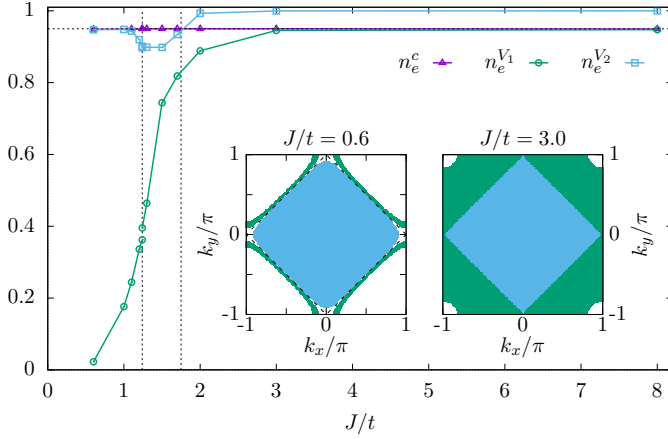 1
0.8
0.6
0.4
0.2
0
0 1 2 3 4 5 6 7 8
J/t
n_e^c n_e^{V_1} n_e^{V_2}
J/t = 0.6
1
0
-1
k_y/π
-1 0 1
k_x/π
J/t = 3.0
1
0
-1
k_y/π
-1 0 1
k_x/π